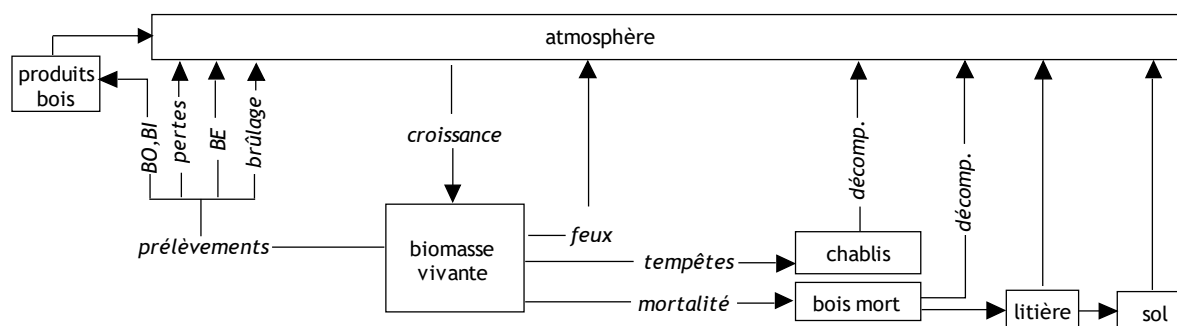 atmosphère
produits
bois
BO,BI
pertes
BE
brûlage
croissance
décomp.
décomp.
prélèvements
biomasse
vivante
feux
tempêtes
chablis
mortalité
bois mort
litière
sol